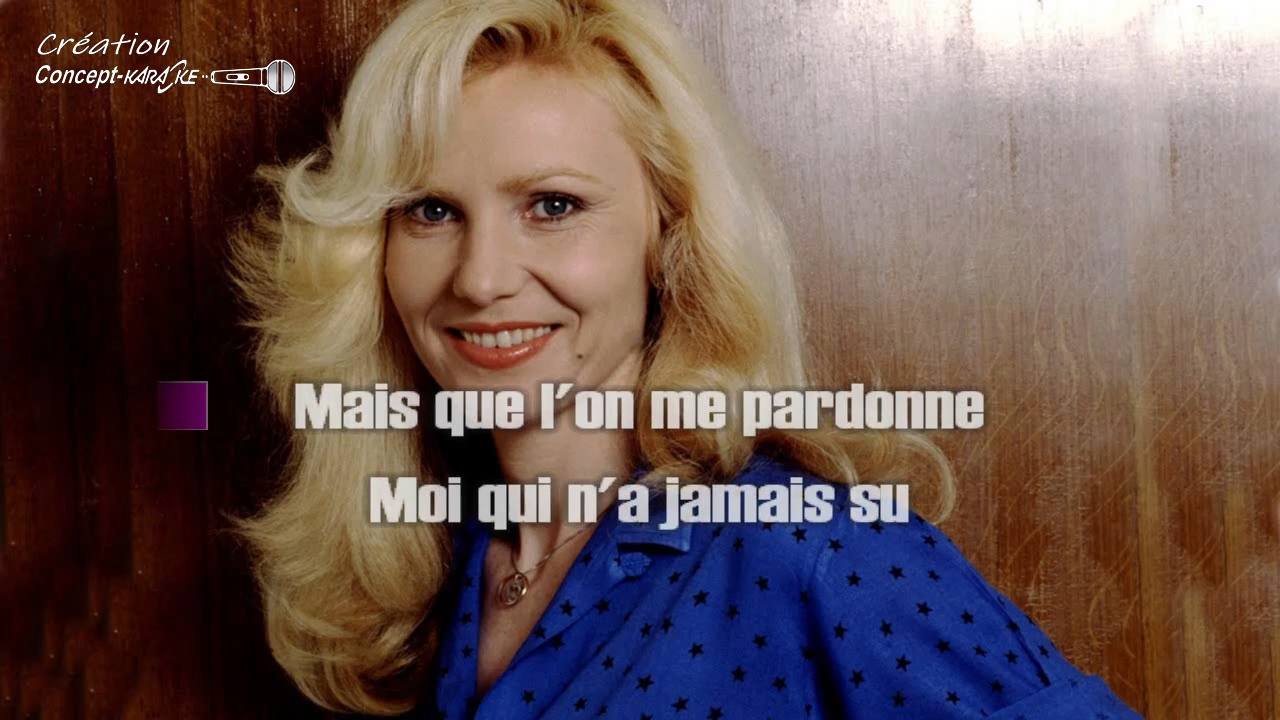 Création
Concept-KARAOKE
Mais que l'on me pardonne
Moi qui n'a jamais su